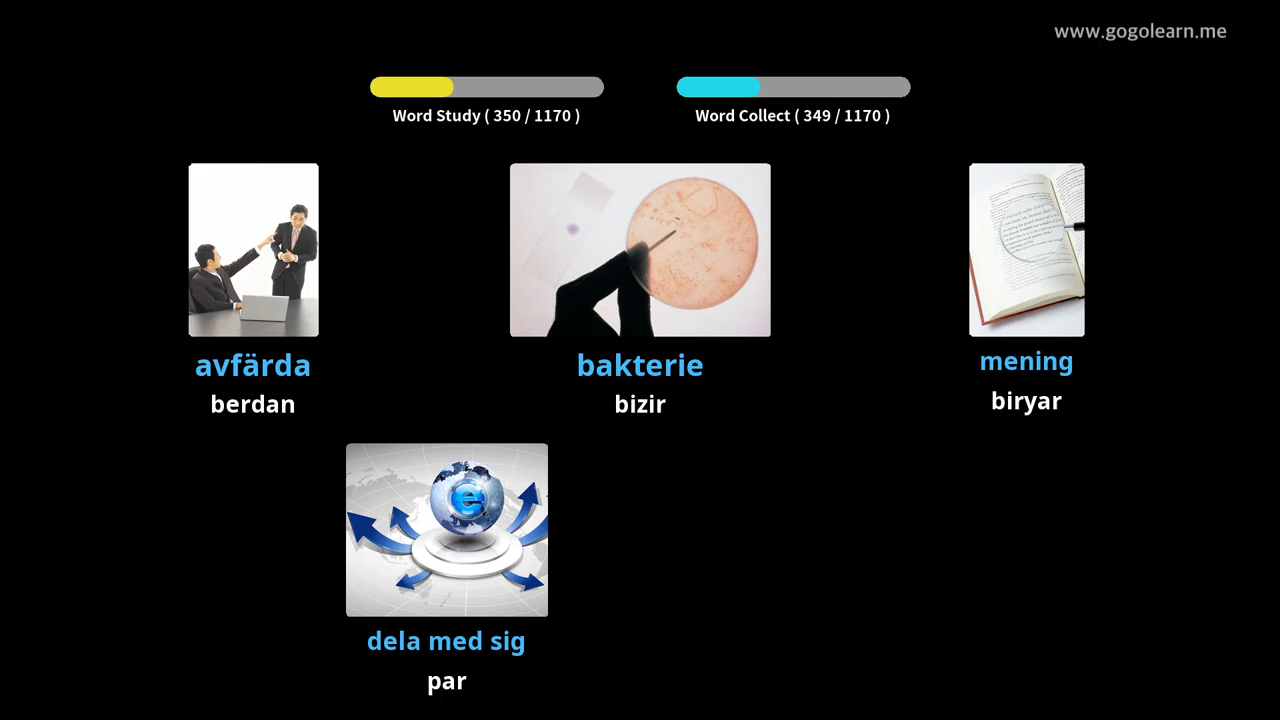 www.gogolearn.me
Word Study ( 350 / 1170 )
Word Collect ( 349 / 1170 )
avfärda
berdan
bakterie
bizir
mening
biryar
dela med sig
par